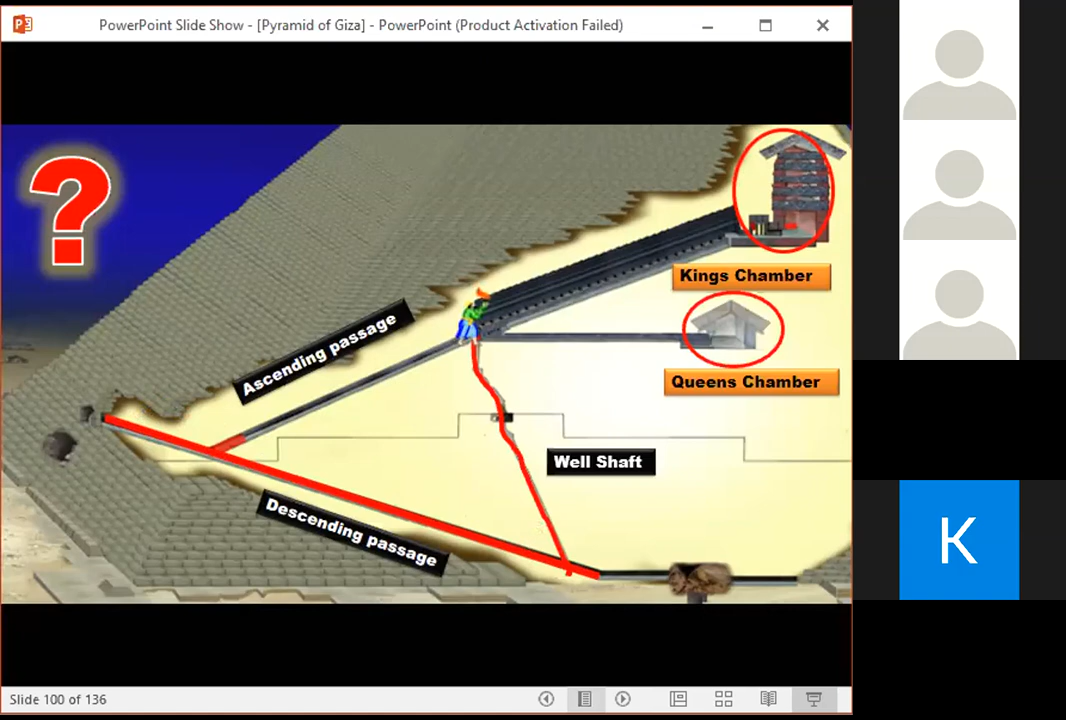 PowerPoint Slide Show - [Pyramid of Giza] - PowerPoint (Product Activation Failed)
?
Kings Chamber
Ascending passage
Queens Chamber
Well Shaft
Descending passage
K
Slide 100 of 136